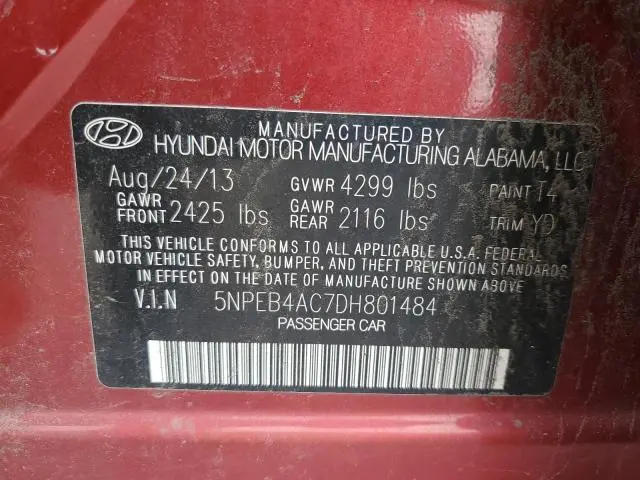 MANUFACTURED BY
HYUNDAI MOTOR MANUFACTURING ALABAMA, LLC
Aug/24/13 GVWR 4299 lbs PAINT T4
GAWR FRONT 2425 lbs GAWR REAR 2116 lbs TRIM YD
THIS VEHICLE CONFORMS TO ALL APPLICABLE U.S.A. FEDERAL
MOTOR VEHICLE SAFETY, BUMPER, AND THEFT PREVENTION STANDARDS
IN EFFECT ON THE DATE OF MANUFACTURE SHOWN ABOVE.
V.I.N 5NPEB4AC7DH801484
PASSENGER CAR